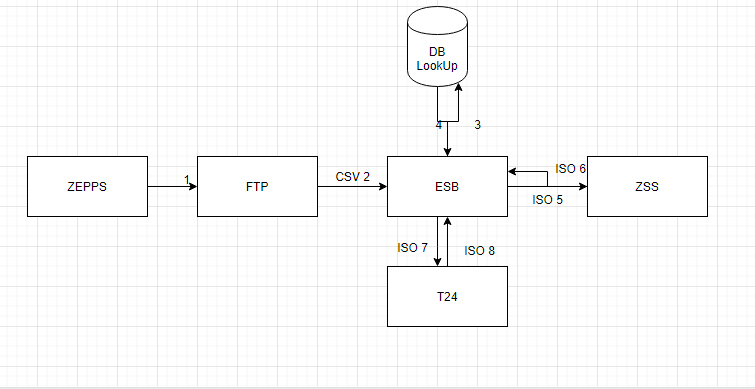 DB
LookUp
4
3
ZEPPS
1
FTP
CSV 2
ESB
ISO 6
ISO 5
ZSS
ISO 7
ISO 8
T24